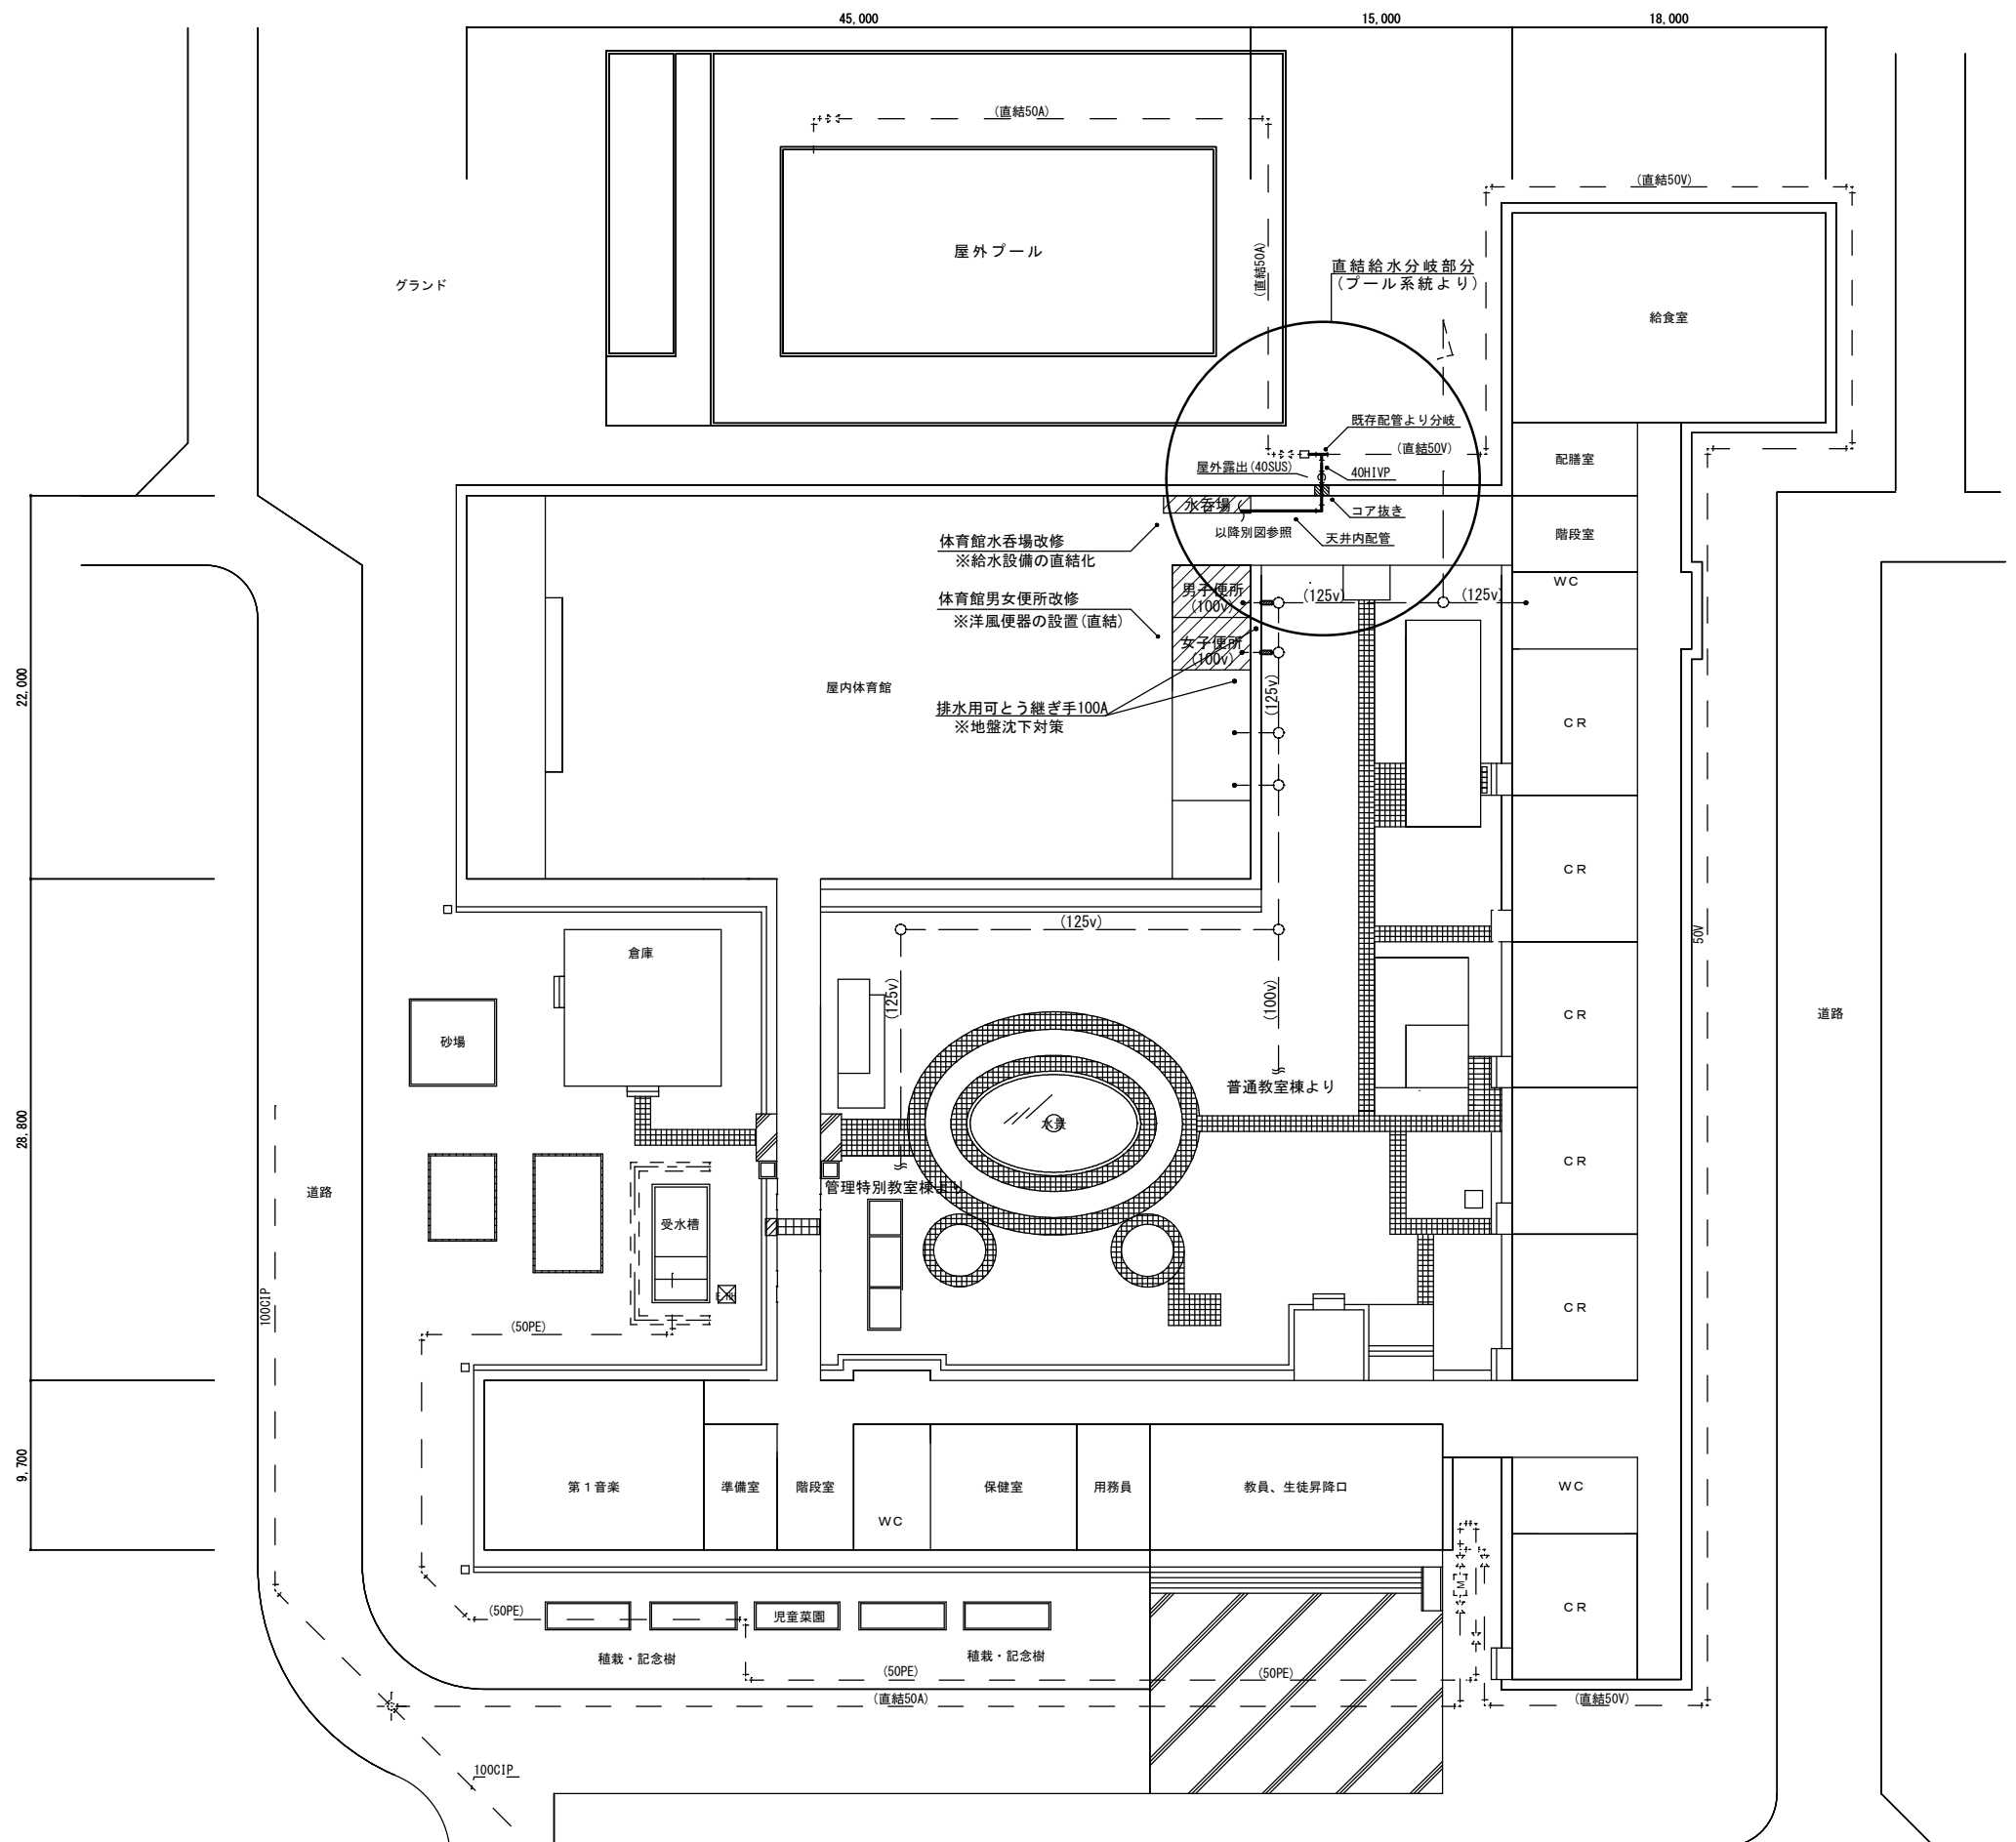 45,000
15,000
18,000
(直結50A)
(直結50V)
屋外プール
(直結50A)
直結給水分岐部分
(プール系統より)
グランド
給食室
既存配管より分岐
(直結50V)
屋外露出(40SUS)
40HIVP
配膳室
水呑場
コア抜き
以降別図参照
天井内配管
階段室
体育館水呑場改修
※給水設備の直結化
WC
男子便所
(100v)
(125v)
(125v)
体育館男女便所改修
※洋風便器の設置(直結)
女子便所
(100v)
22,000
屋内体育館
(125v)
排水用可とう継ぎ手100A
※地盤沈下対策
CR
CR
(125v)
50V
倉庫
(125v)
(100v)
砂場
CR
道路
普通教室棟より
28,800
水景
道路
管理特別教室棟より
CR
受水槽
100CIP
(50PE)
CR
9,700
第1音楽
準備室
階段室
WC
保健室
用務員
教員、生徒昇降口
WC
M
(50PE)
児童菜園
CR
植栽・記念樹
植栽・記念樹
(50PE)
(50PE)
(直結50A)
(直結50V)
100CIP